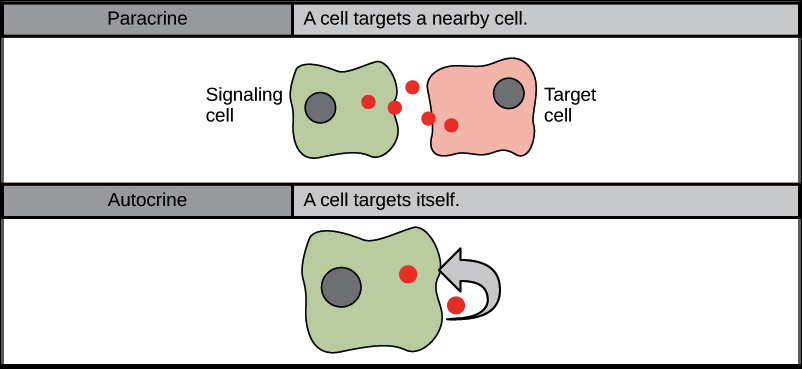 Paracrine
A cell targets a nearby cell.
Signaling
cell
Target
cell
Autocrine
A cell targets itself.